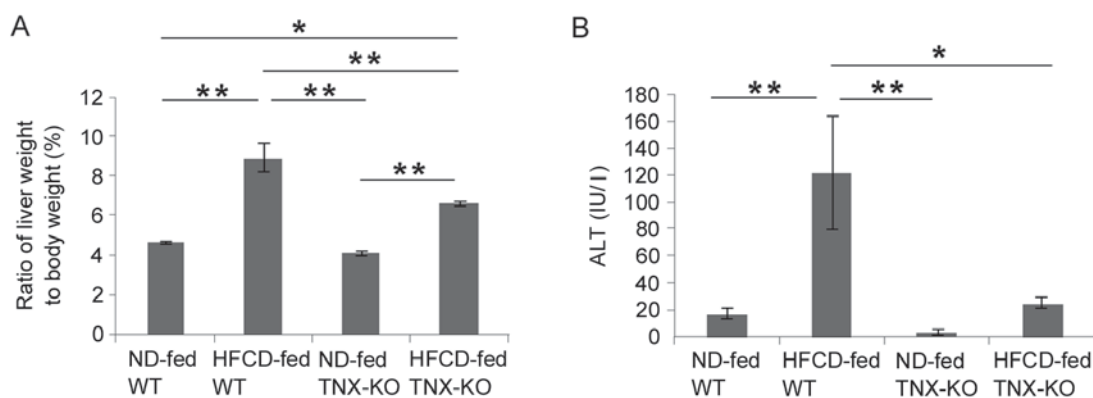 A
*
**
**
**
**
12
10
8
6
4
2
0
Ratio of liver weight
to body weight (%)
ND-fed
WT
HFCD-fed
WT
ND-fed
TNX-KO
HFCD-fed
TNX-KO
B
*
**
**
180
160
140
120
100
80
60
40
20
0
ALT (IU/l)
ND-fed
WT
HFCD-fed
WT
ND-fed
TNX-KO
HFCD-fed
TNX-KO